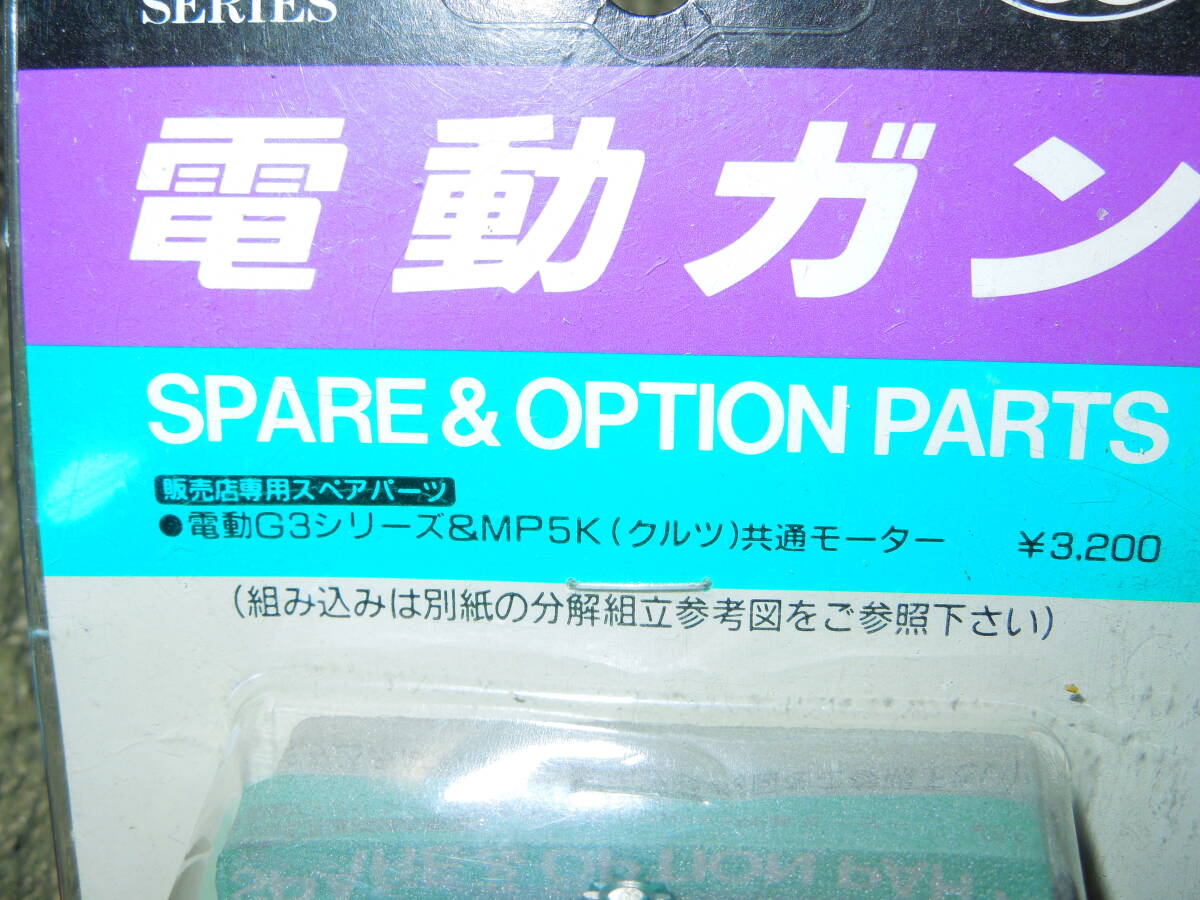 SERIES
電動ガン
SPARE & OPTION PARTS
販売店専用スペアパーツ
●電動G3シリーズ&MP5K(クルツ)共通モーター ¥3,200
(組み込みは別紙の分解組立参考図をご参照下さい)